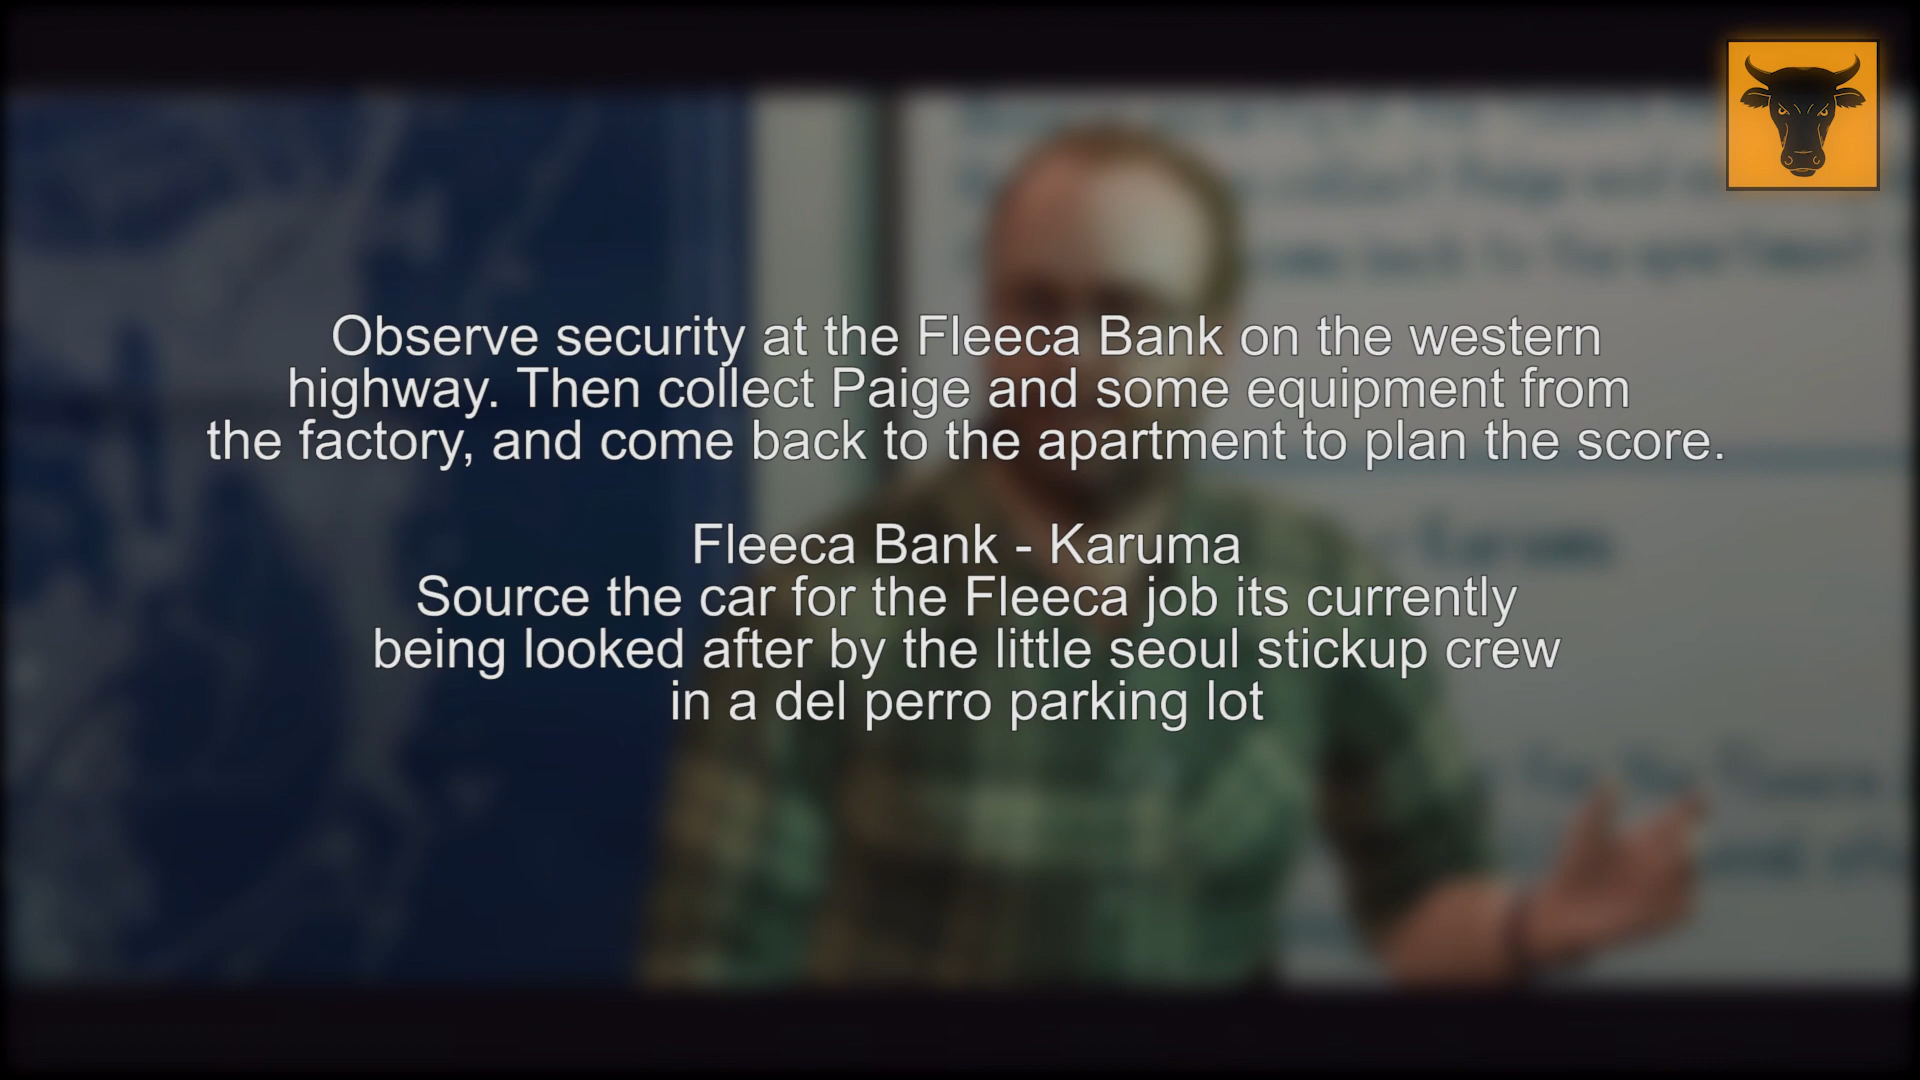 Observe security at the Fleeca Bank on the western
highway. Then collect Paige and some equipment from
the factory, and come back to the apartment to plan the score.
Fleeca Bank - Karuma
Source the car for the Fleeca job its currently
being looked after by the little seoul stickup crew
in a del perro parking lot